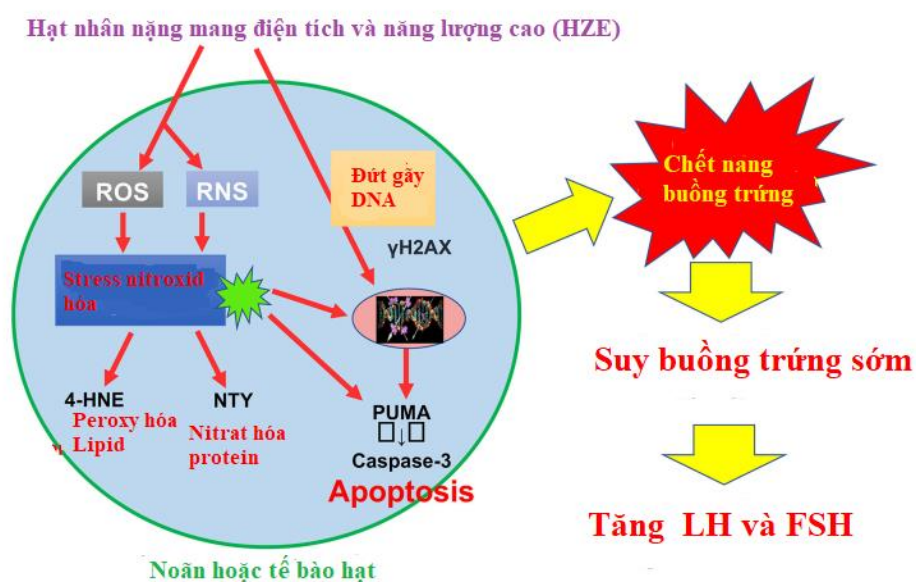 Hạt nhân nặng mang điện tích và năng lượng cao (HZE)
ROS
RNS
Đứt gãy
DNA
γH2AX
Stress nitroxid
hóa
4-HNE
Peroxy hóa
Lipid
NTY
Nitrat hóa
protein
PUMA
□↓□
Caspase-3
Apoptosis
Noãn hoặc tế bào hạt
Chết nang
buồng trứng
Suy buồng trứng sớm
Tăng LH và FSH